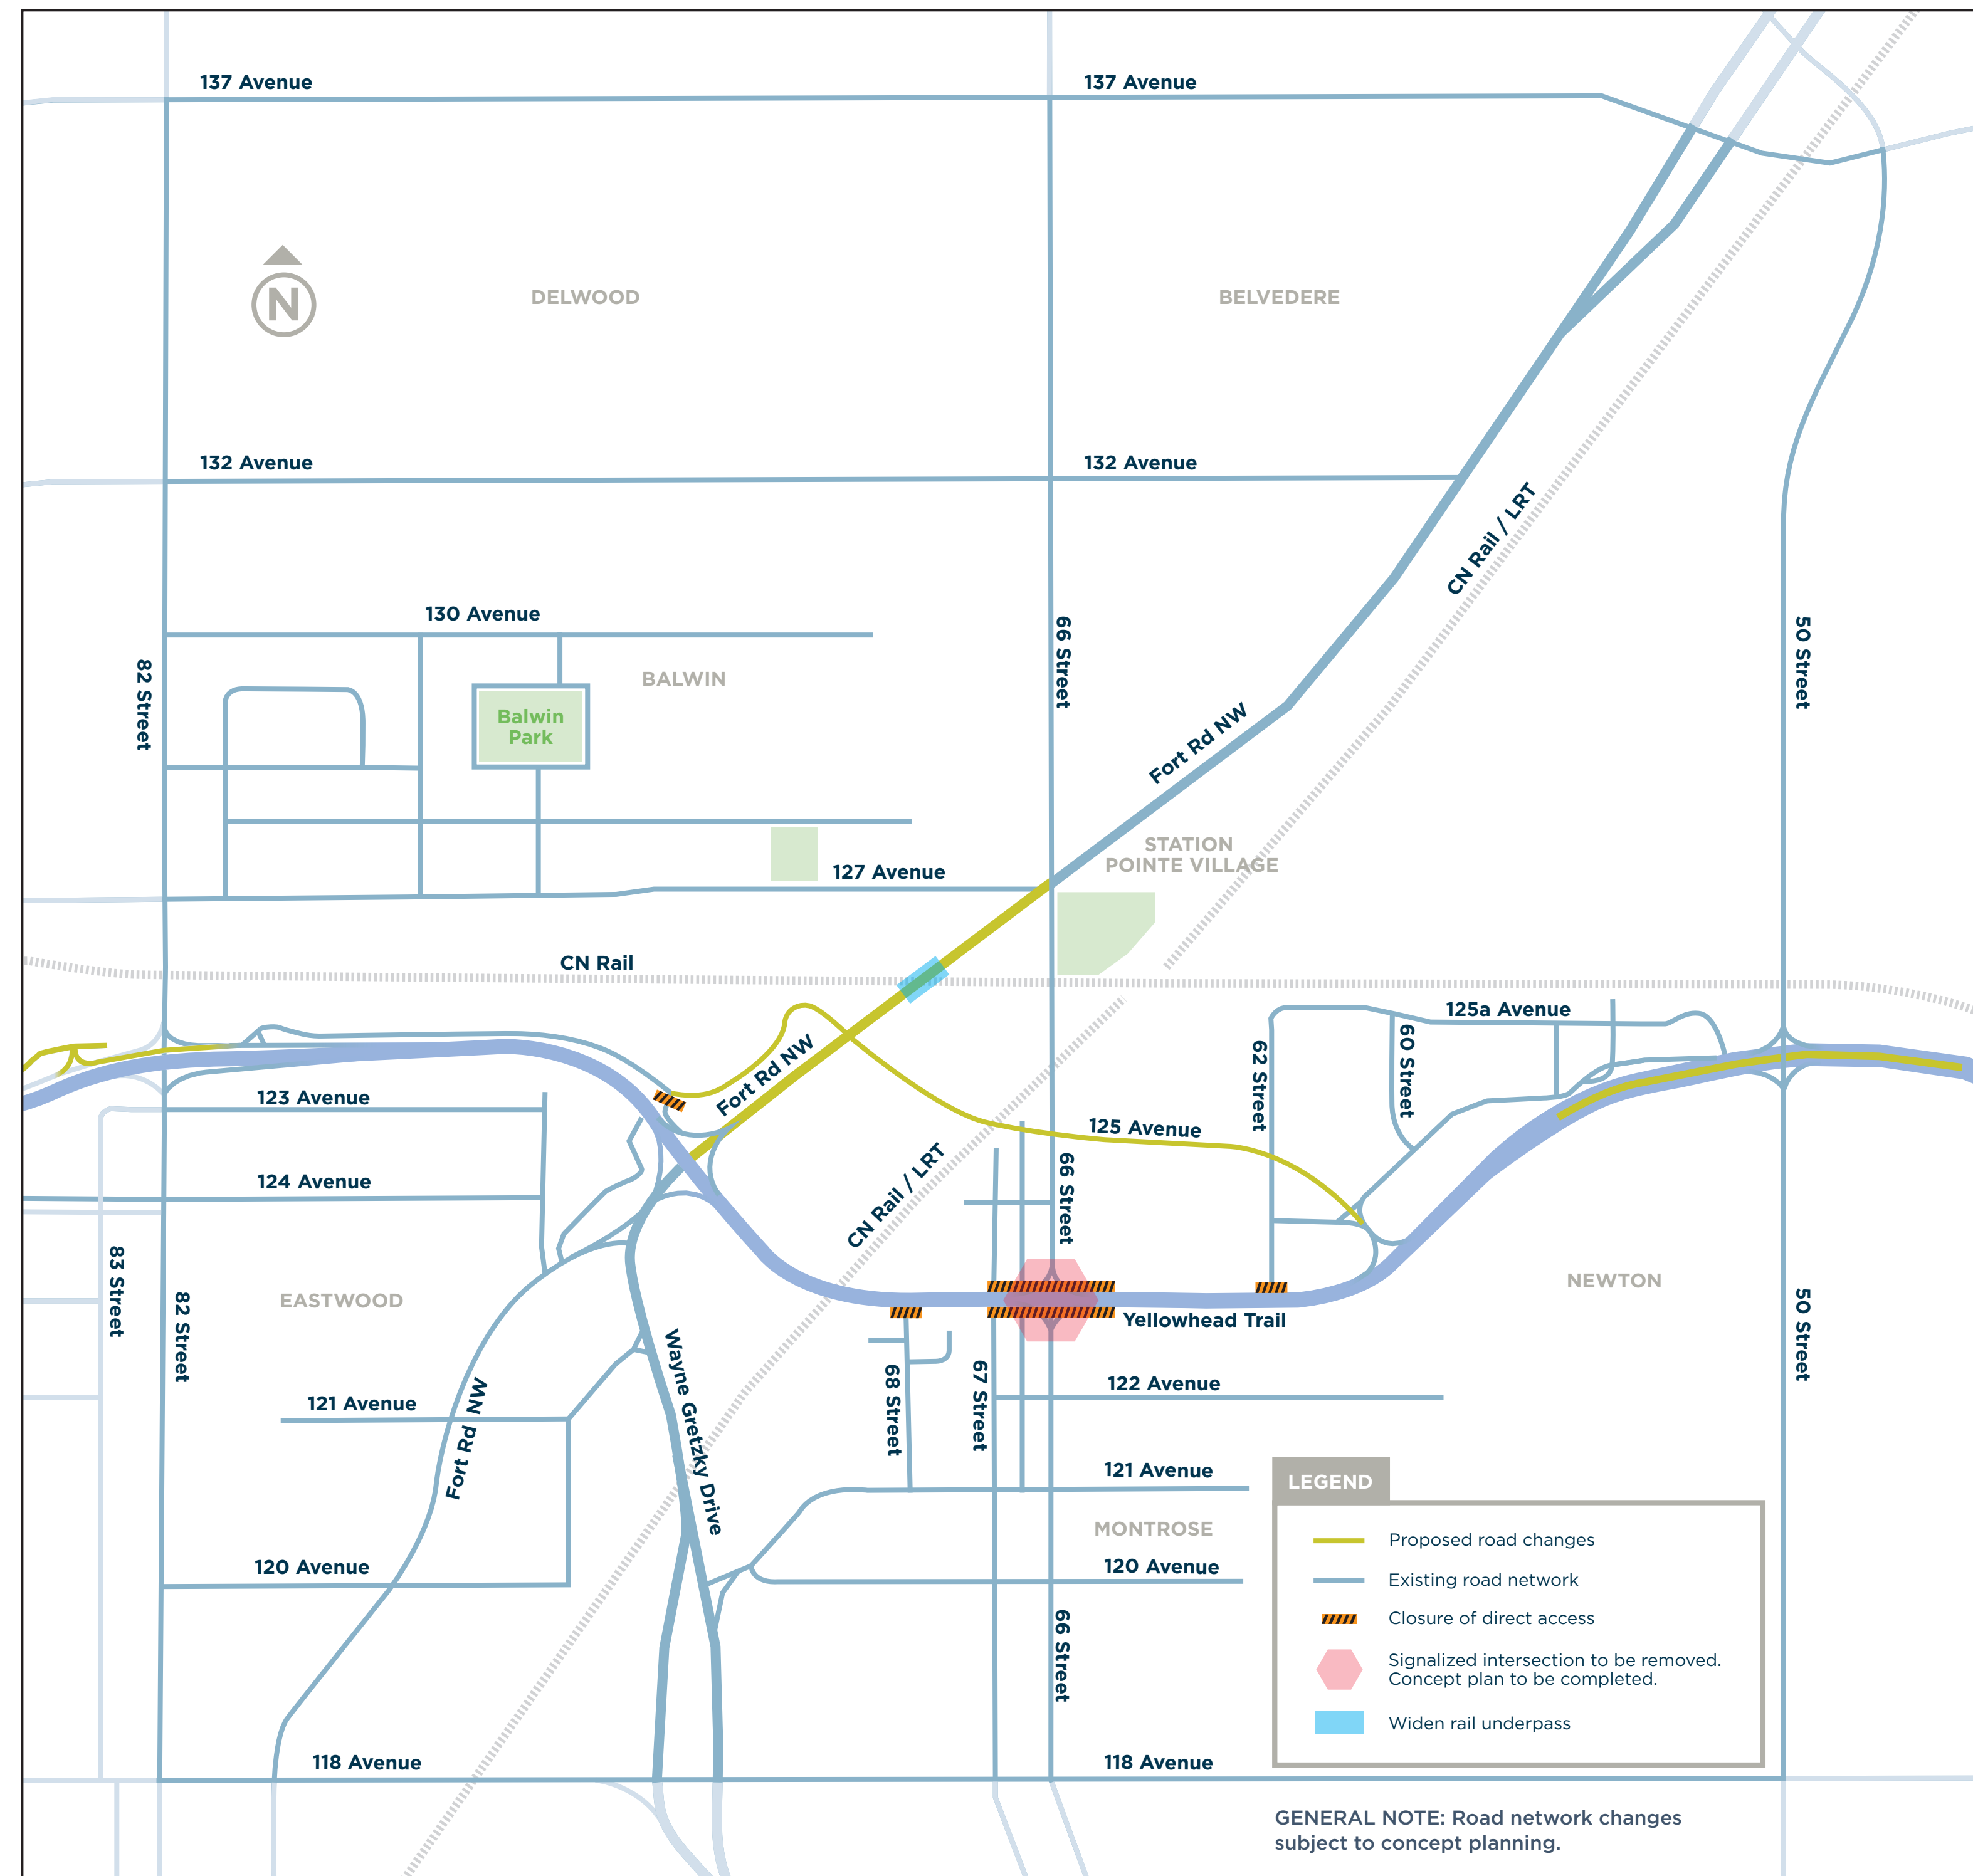 137 Avenue
137 Avenue
N
DELWOOD
BELVEDERE
132 Avenue
132 Avenue
CN Rail / LRT
130 Avenue
82 Street
BALWIN
66 Street
50 Street
Balwin
Park
Fort Rd NW
STATION
POINTE VILLAGE
127 Avenue
CN Rail
125a Avenue
60 Street
62 Street
Fort Rd NW
123 Avenue
125 Avenue
124 Avenue
CN Rail / LRT
66 Street
83 Street
82 Street
EASTWOOD
NEWTON
Yellowhead Trail
50 Street
Wayne Gretzky Drive
68 Street
67 Street
122 Avenue
121 Avenue
Fort Rd NW
121 Avenue
MONTROSE
120 Avenue
120 Avenue
66 Street
118 Avenue
118 Avenue
LEGEND
Proposed road changes
Existing road network
Closure of direct access
Signalized intersection to be removed.
Concept plan to be completed.
Widen rail underpass
GENERAL NOTE: Road network changes
subject to concept planning.